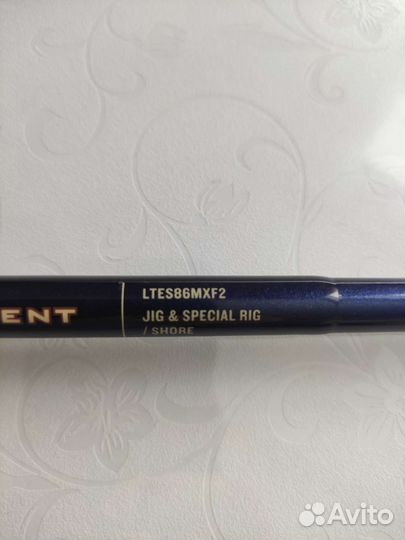 LTES86MXF2
ENT
JIG & SPECIAL RIG
/ SHORE
Avito